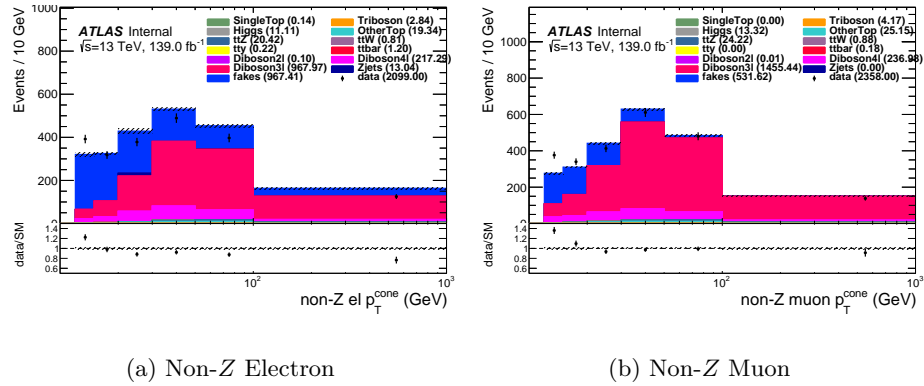 Events / 10 GeV
1000
800
600
400
200
0
ATLAS Internal
√s=13 TeV, 139.0 fb⁻¹
SingleTop (0.14)
Triboson (2.84)
Higgs (11.11)
OtherTop (19.34)
ttZ (20.42)
ttW (0.81)
tty (0.22)
ttbar (1.20)
Diboson2l (0.10)
Diboson4l (217.29)
Diboson3l (967.97)
Zjets (13.04)
fakes (967.41)
data (2099.00)
data/SM
1.4
1.2
1
0.8
0.6
10²
10³
non-Z el p_T^cone (GeV)
(a) Non-Z Electron
Events / 10 GeV
1000
800
600
400
200
0
ATLAS Internal
√s=13 TeV, 139.0 fb⁻¹
SingleTop (0.00)
Triboson (4.17)
Higgs (13.32)
OtherTop (25.15)
ttZ (24.22)
ttW (0.88)
tty (0.00)
ttbar (0.18)
Diboson2l (0.01)
Diboson4l (236.98)
Diboson3l (1455.44)
Zjets (0.00)
fakes (531.62)
data (2358.00)
data/SM
1.4
1.2
1
0.8
0.6
10²
10³
non-Z muon p_T^cone (GeV)
(b) Non-Z Muon